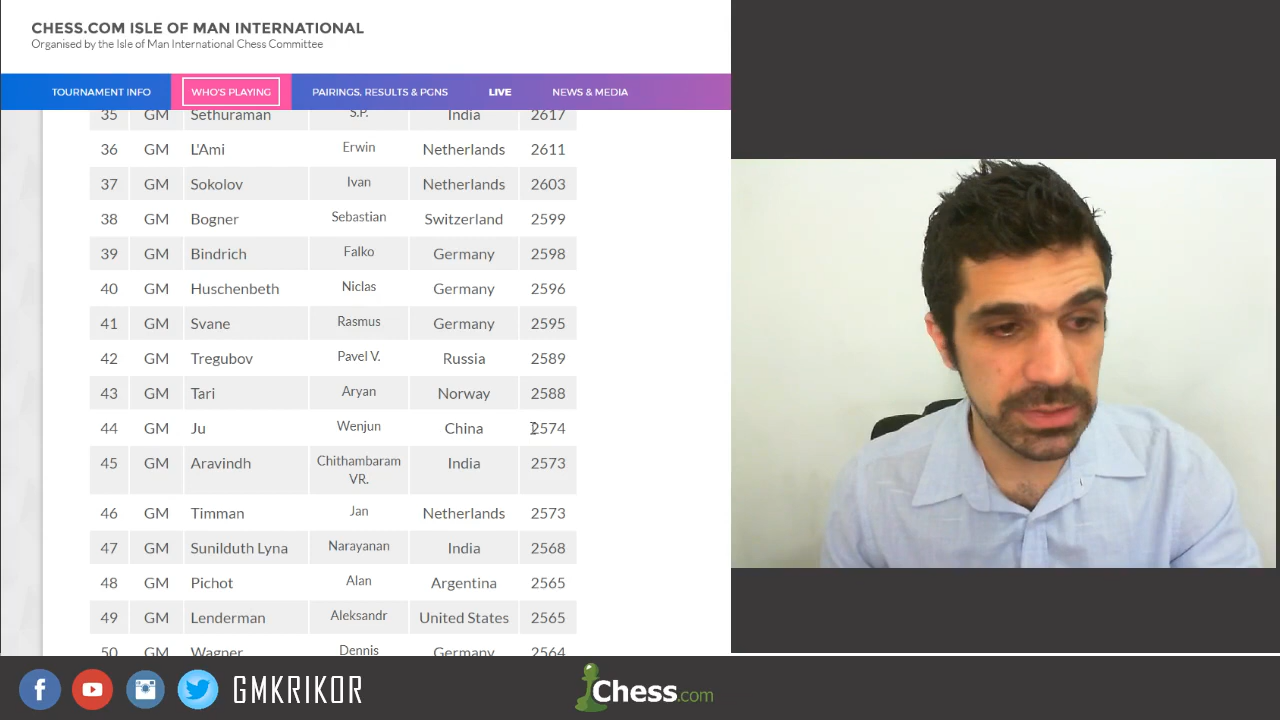 CHESS.COM ISLE OF MAN INTERNATIONAL
Organised by the Isle of Man International Chess Committee
TOURNAMENT INFO WHO'S PLAYING PAIRINGS, RESULTS & PGNS LIVE NEWS & MEDIA
35 GM Sethuraman S.P. India 2617
36 GM L'Ami Erwin Netherlands 2611
37 GM Sokolov Ivan Netherlands 2603
38 GM Bogner Sebastian Switzerland 2599
39 GM Bindrich Falko Germany 2598
40 GM Huschenbeth Niclas Germany 2596
41 GM Svane Rasmus Germany 2595
42 GM Tregubov Pavel V. Russia 2589
43 GM Tari Aryan Norway 2588
44 GM Ju Wenjun China 2574
45 GM Aravindh Chithambaram VR. India 2573
46 GM Timman Jan Netherlands 2573
47 GM Sunilduth Lyna Narayanan India 2568
48 GM Pichot Alan Argentina 2565
49 GM Lenderman Aleksandr United States 2565
50 GM Wagner Dennis Germany 2564
GMKRIKOR
Chess.com